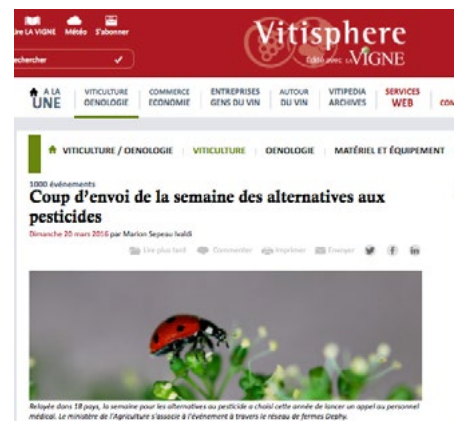 ire LA VIGNE Météo S'abonner
Vitisphere
echercher
Edité avec LA VIGNE
A LA UNE VITICULTURE OENOLOGIE COMMERCE ECONOMIE ENTREPRISES GENS DU VIN AUTOUR DU VIN VITIPEDIA ARCHIVES SERVICES WEB CON
VITICULTURE / OENOLOGIE VITICULTURE OENOLOGIE MATÉRIEL ET ÉQUIPEMENT
1000 événements
Coup d'envoi de la semaine des alternatives aux
pesticides
Dimanche 20 mars 2016 par Marion Sepeau Ivaldi
Lire plus tard Commenter Imprimer Envoyer
Relayée dans 18 pays, la semaine pour les alternatives au pesticide a choisi cette année de lancer un appel au personnel
médical. Le ministère de l'Agriculture s'associe à l'événement à travers le réseau de fermes Dephy.